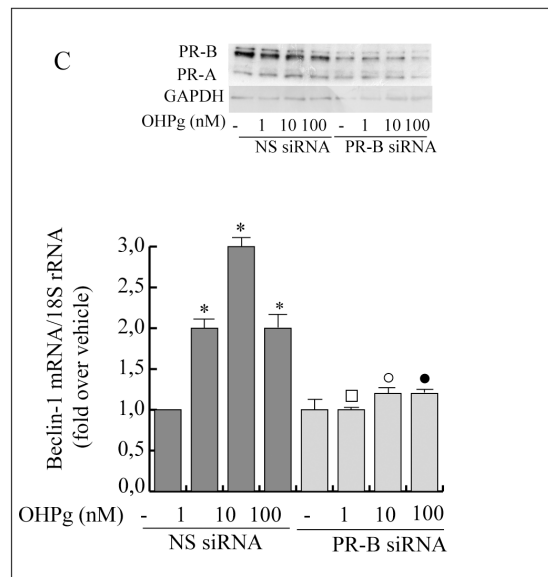 C
PR-B
PR-A
GAPDH
OHPg (nM) - 1 10 100 - 1 10 100
NS siRNA PR-B siRNA
Beclin-1 mRNA/18S rRNA
(fold over vehicle)
3,0
2,5
2,0
1,5
1,0
0,5
0,0
* * *
OHPg (nM) - 1 10 100 - 1 10 100
NS siRNA PR-B siRNA